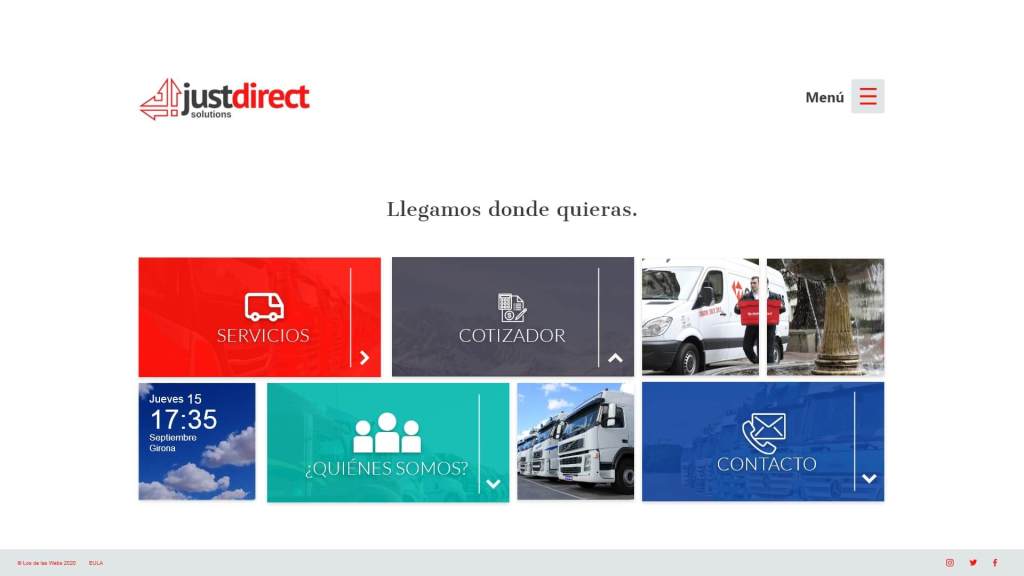 justdirect
solutions
Menú
Llegamos donde quieras.
SERVICIOS
COTIZADOR
Jueves 15
17:35
Septiembre
Girona
¿QUIÉNES SOMOS?
CONTACTO
© Los de las Webs 2020
EULA